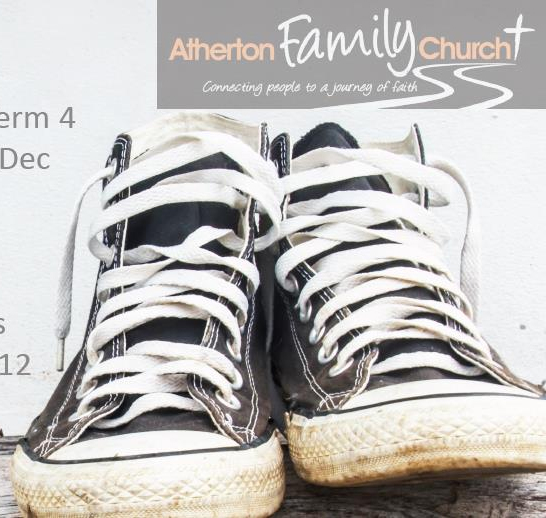 Atherton Family Church
Connecting people to a journey of faith
erm 4
Dec
s
12